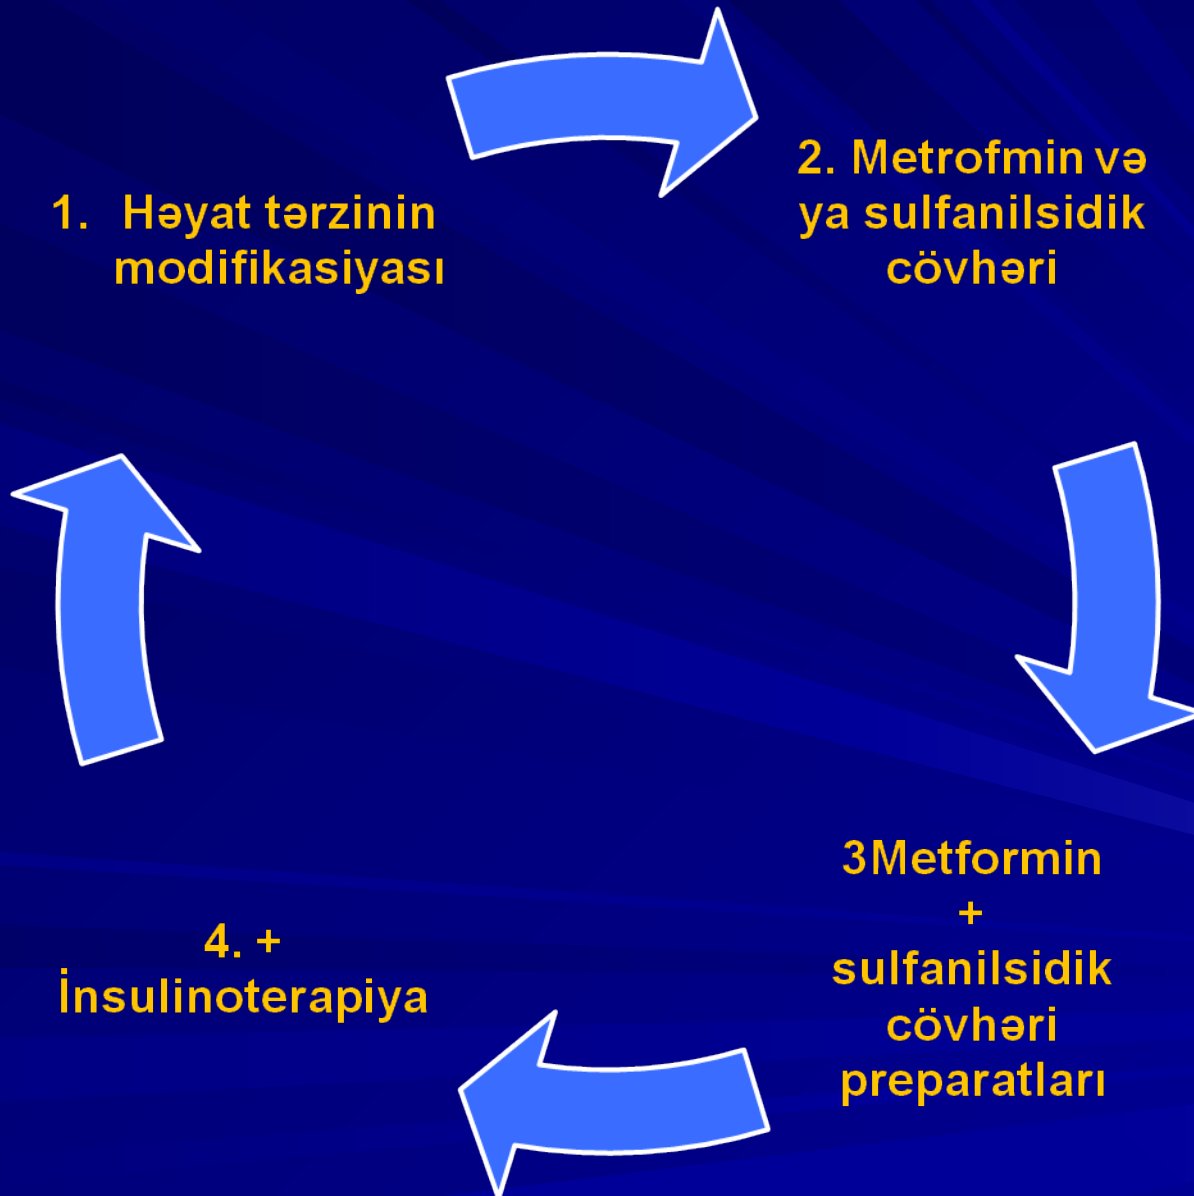 1. Həyat tərzinin
modifikasiyası
2. Metrofmin və
ya sulfanilsidik
cövhəri
3Metformin
+
sulfanilsidik
cövhəri
preparatları
4. +
İnsulinoterapiya